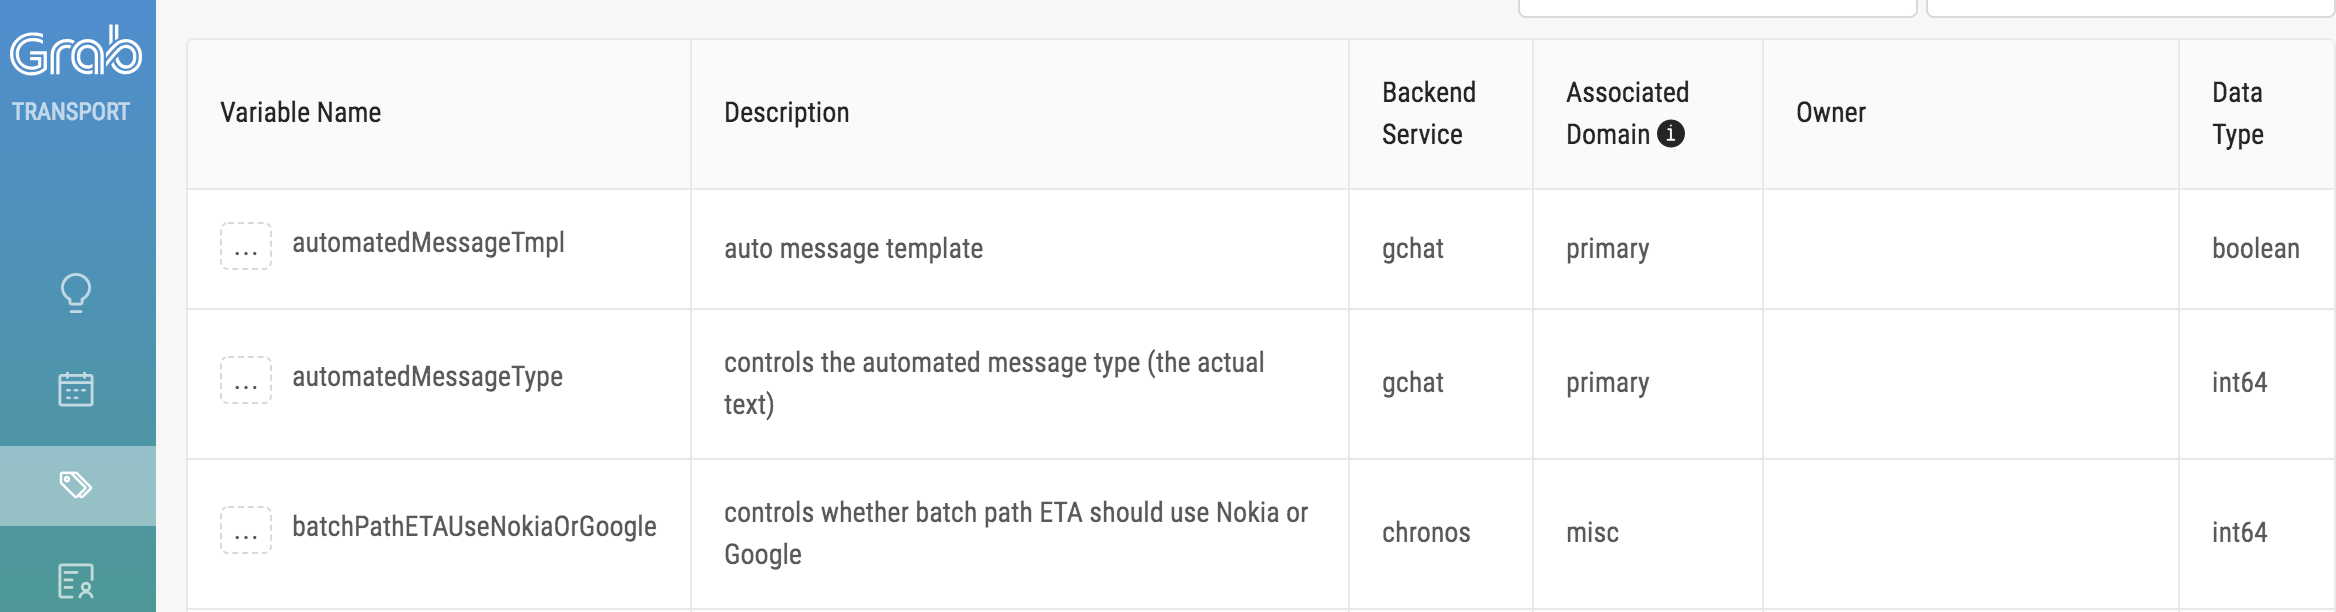 Grab
TRANSPORT
Variable Name
Description
Backend
Service
Associated
Domain i
Owner
Data
Type
... automatedMessageTmpl
auto message template
gchat
primary
boolean
... automatedMessageType
controls the automated message type (the actual
text)
gchat
primary
int64
... batchPathETAUseNokiaOrGoogle
controls whether batch path ETA should use Nokia or
Google
chronos
misc
int64